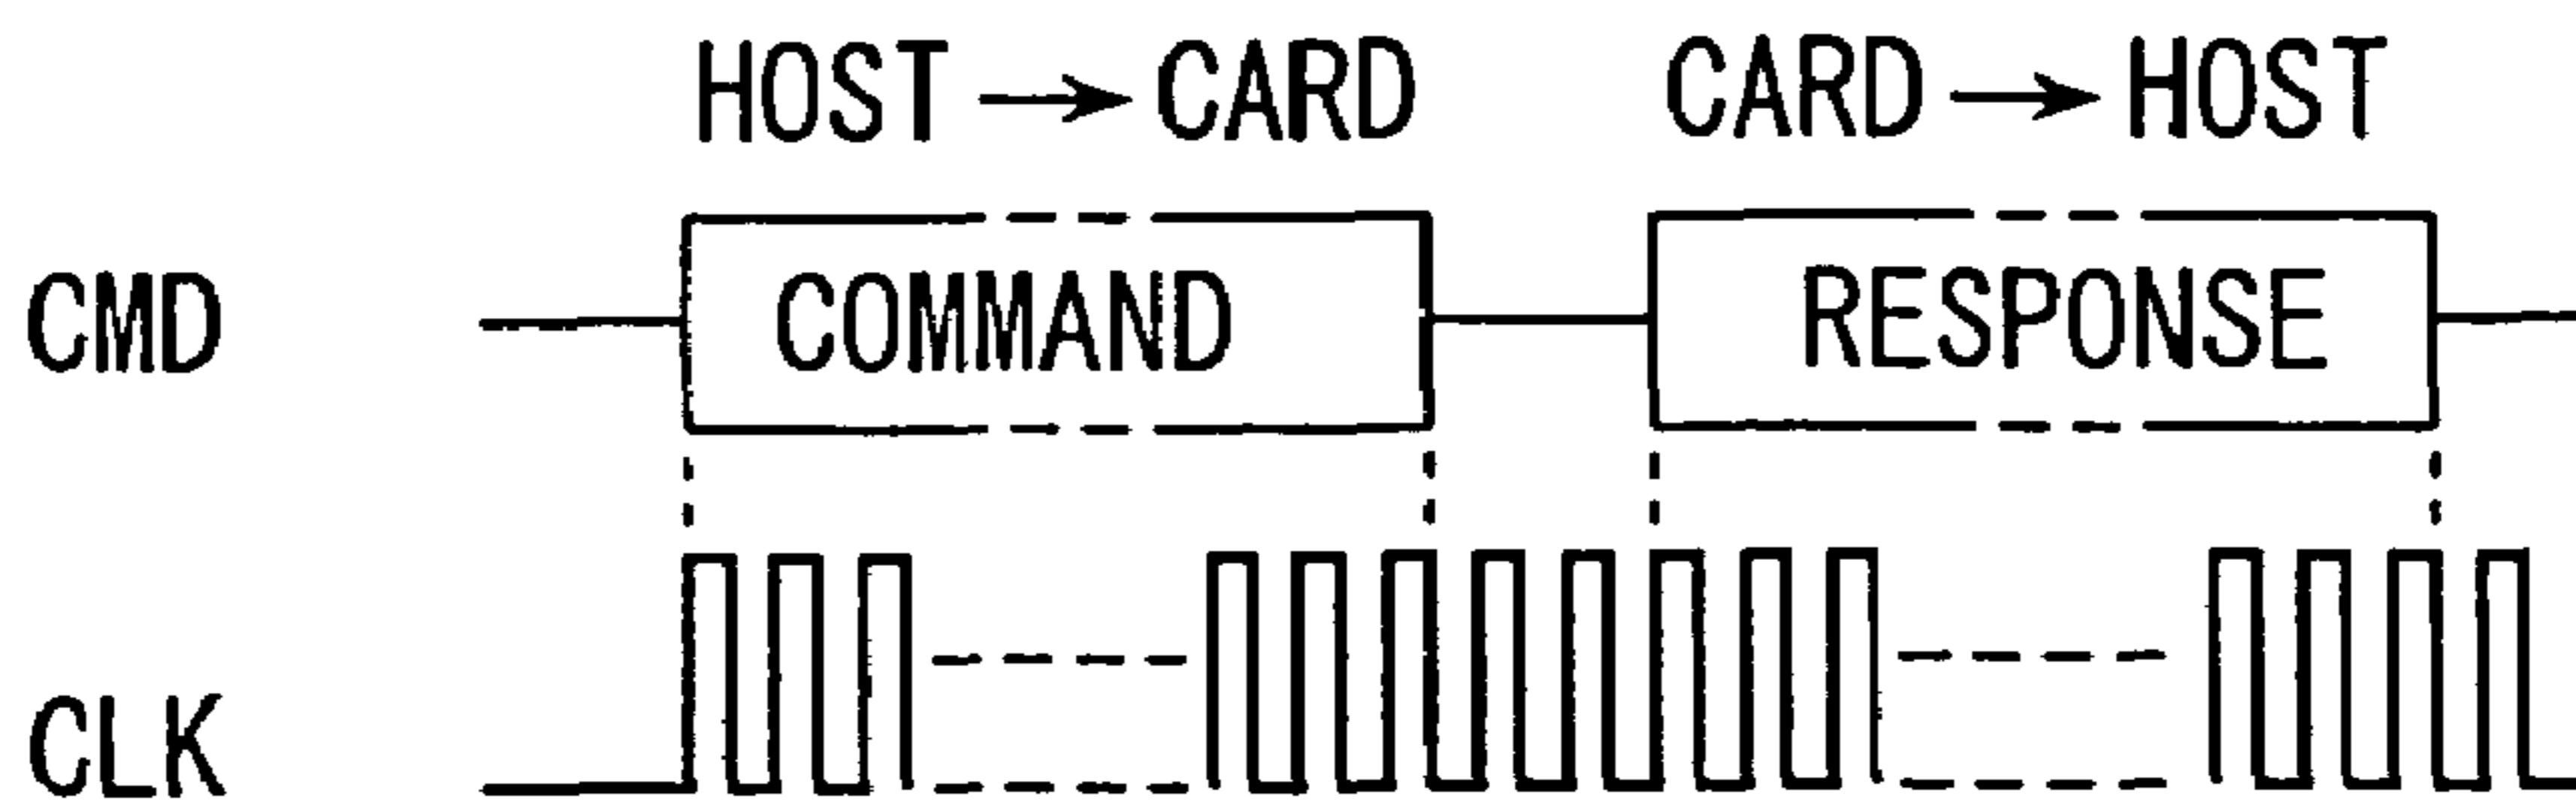 HOST → CARD CARD → HOST
CMD COMMAND RESPONSE
CLK